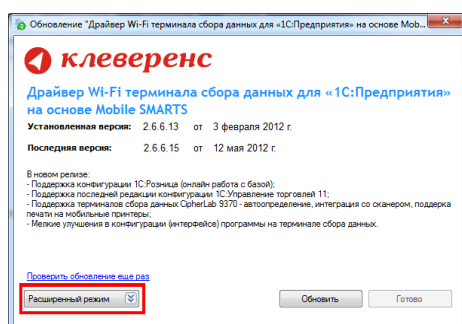 Обновление "Драйвер Wi-Fi терминала сбора данных для «1С:Предприятия» на основе Mob...
клеверенс
Драйвер Wi-Fi терминала сбора данных для «1С:Предприятия»
на основе Mobile SMARTS
Установленная версия: 2.6.6.13 от 3 февраля 2012 г.
Последняя версия: 2.6.6.15 от 12 мая 2012 г.
В новом релизе:
- Поддержка конфигурации 1С:Розница (онлайн работа с базой);
- Поддержка последней редакции конфигурации 1С:Управление торговлей 11;
- Поддержка терминалов сбора данных CipherLab 9370 - автоопределение, интеграция со сканером, поддержка
печати на мобильные принтеры;
- Мелкие улучшения в конфигурации (интерфейсе) программы на терминале сбора данных.
Проверить обновление еще раз
Расширенный режим
Обновить
Готово